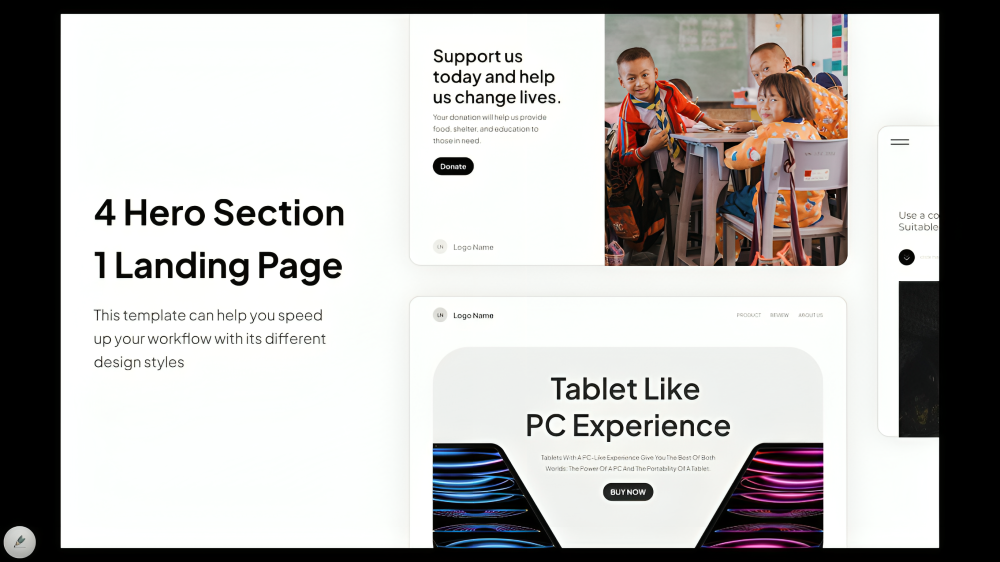 4 Hero Section
1 Landing Page
This template can help you speed
up your workflow with its different
design styles
Support us
today and help
us change lives.
Your donation will help us provide
food, shelter, and education to
those in need.
Donate
LN Logo Name
LN Logo Name
PRODUCT REVIEW ABOUT US
Tablet Like
PC Experience
Tablets With A PC-Like Experience Give You The Best Of Both
Worlds: The Power Of A PC And The Portability Of A Tablet.
BUY NOW
Use a co
Suitable